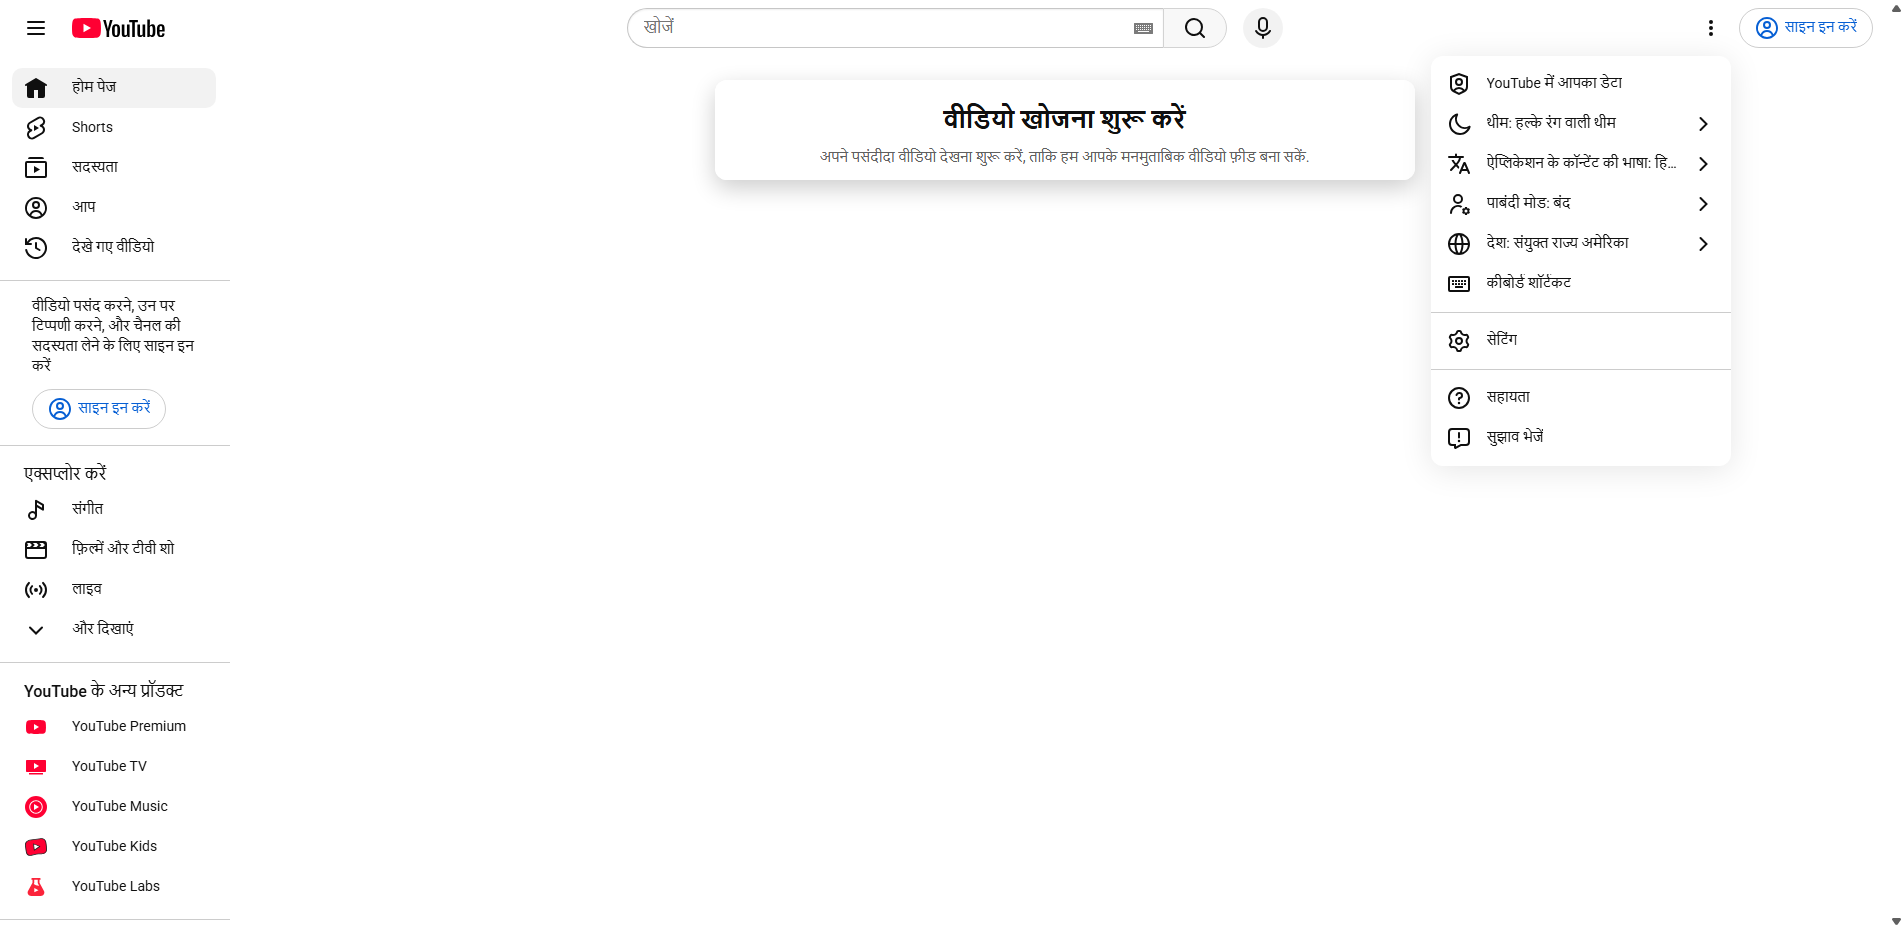 YouTube
खोजें
साइन इन करें
होम पेज
Shorts
सदस्यता
आप
देखे गए वीडियो
वीडियो पसंद करने, उन पर
टिप्पणी करने, और चैनल की
सदस्यता लेने के लिए साइन इन
करें
साइन इन करें
एक्सप्लोर करें
संगीत
फ़िल्में और टीवी शो
लाइव
और दिखाएं
YouTube के अन्य प्रॉडक्ट
YouTube Premium
YouTube TV
YouTube Music
YouTube Kids
YouTube Labs
वीडियो खोजना शुरू करें
अपने पसंदीदा वीडियो देखना शुरू करें, ताकि हम आपके मनमुताबिक वीडियो फ़ीड बना सकें.
YouTube में आपका डेटा
थीम: हल्के रंग वाली थीम
ऐप्लिकेशन के कॉन्टेंट की भाषा: हि...
पाबंदी मोड: बंद
देश: संयुक्त राज्य अमेरिका
कीबोर्ड शॉर्टकट
सेटिंग
सहायता
सुझाव भेजें